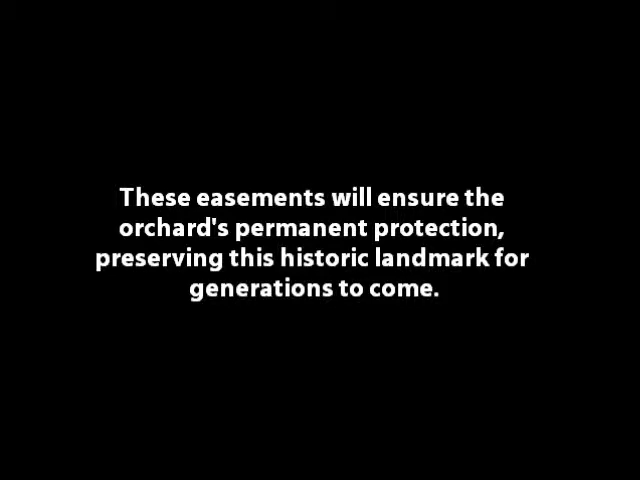 These easements will ensure the
orchard's permanent protection,
preserving this historic landmark for
generations to come.